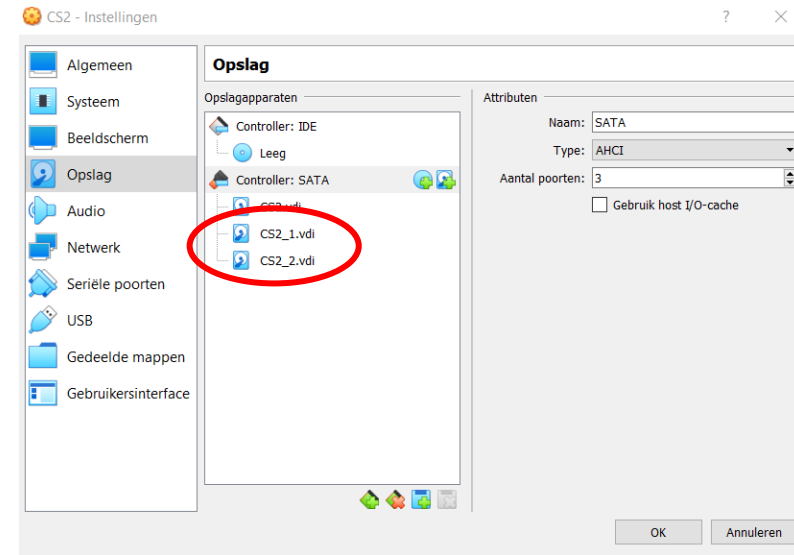 CS2 - Instellingen
?
Algemeen
Systeem
Beeldscherm
Opslag
Audio
Netwerk
Seriële poorten
USB
Gedeelde mappen
Gebruikersinterface
Opslag
Opslagapparaten
Controller: IDE
Leeg
Controller: SATA
CS2.vdi
CS2_1.vdi
CS2_2.vdi
Attributen
Naam: SATA
Type: AHCI
Aantal poorten: 3
Gebruik host I/O-cache
OK
Annuleren